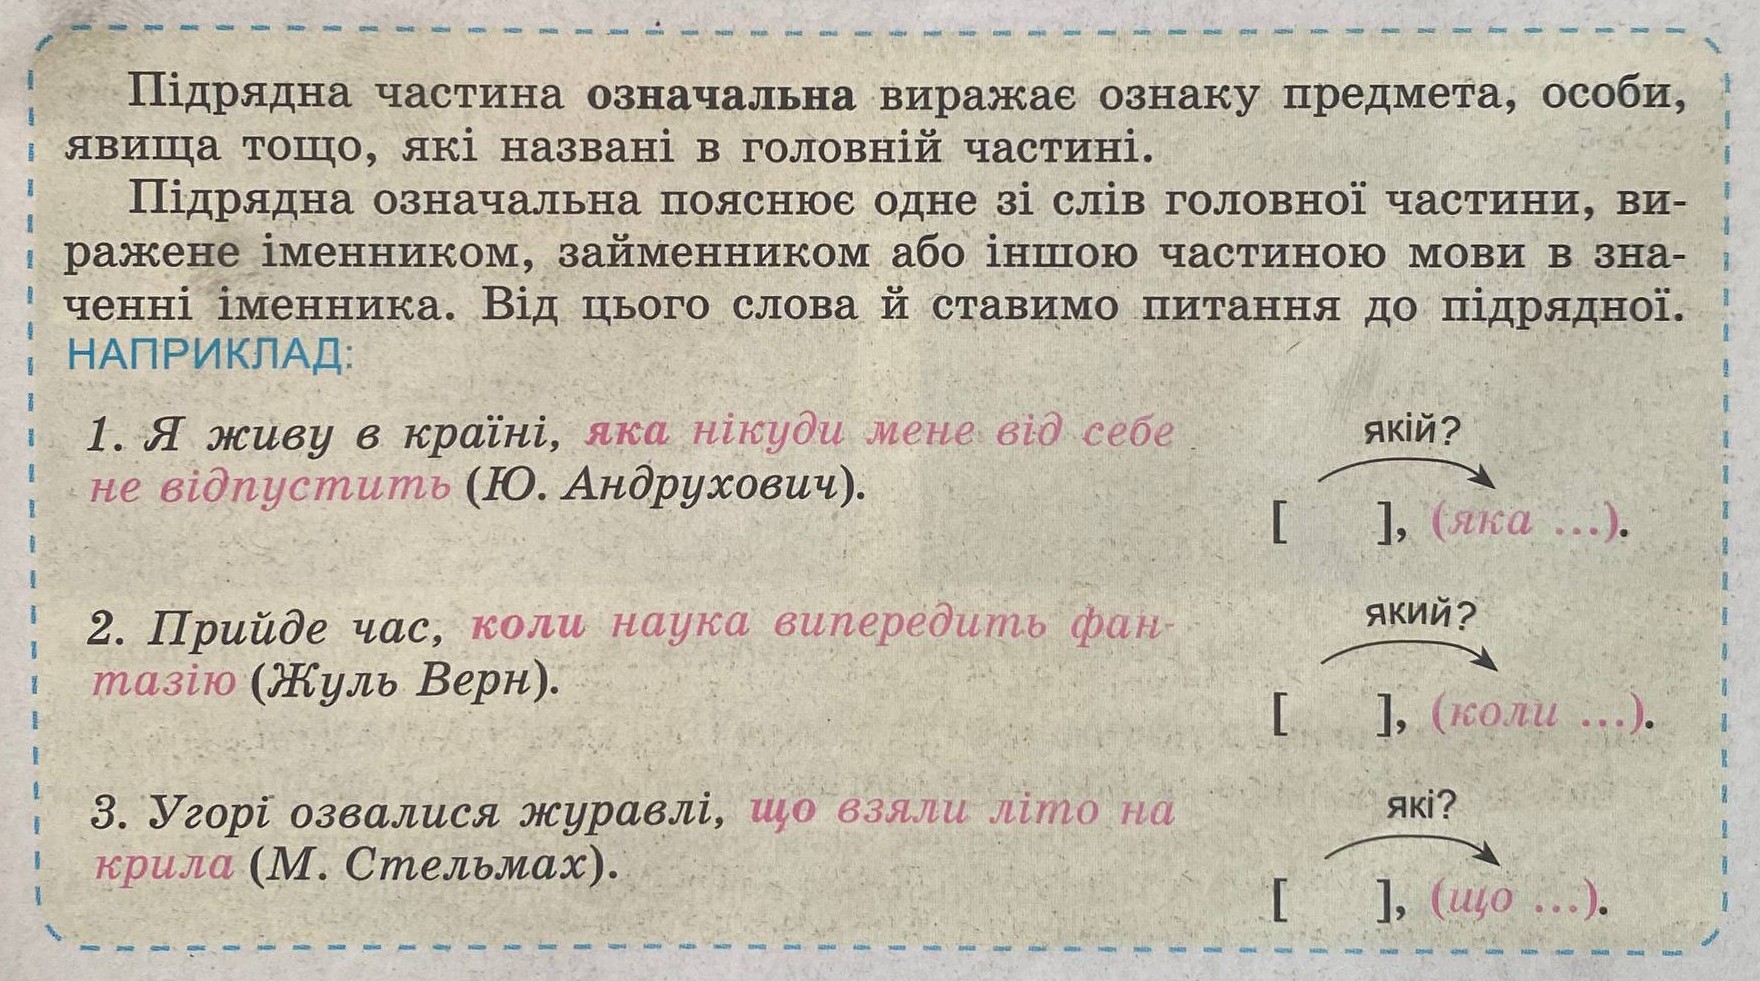 Підрядна частина означальна виражає ознаку предмета, особи,
явища тощо, які названі в головній частині.
Підрядна означальна пояснює одне зі слів головної частини, ви-
ражене іменником, займенником або іншою частиною мови в зна-
ченні іменника. Від цього слова й ставимо питання до підрядної.
НАПРИКЛАД:
1. Я живу в країні, яка нікуди мене від себе
не відпустить (Ю. Андрухович).
якій?
[ ], (яка ...).
2. Прийде час, коли наука випередить фан-
тазію (Жуль Верн).
який?
[ ], (коли ...).
3. Угорі озвалися журавлі, що взяли літо на
крила (М. Стельмах).
які?
[ ], (що ...).